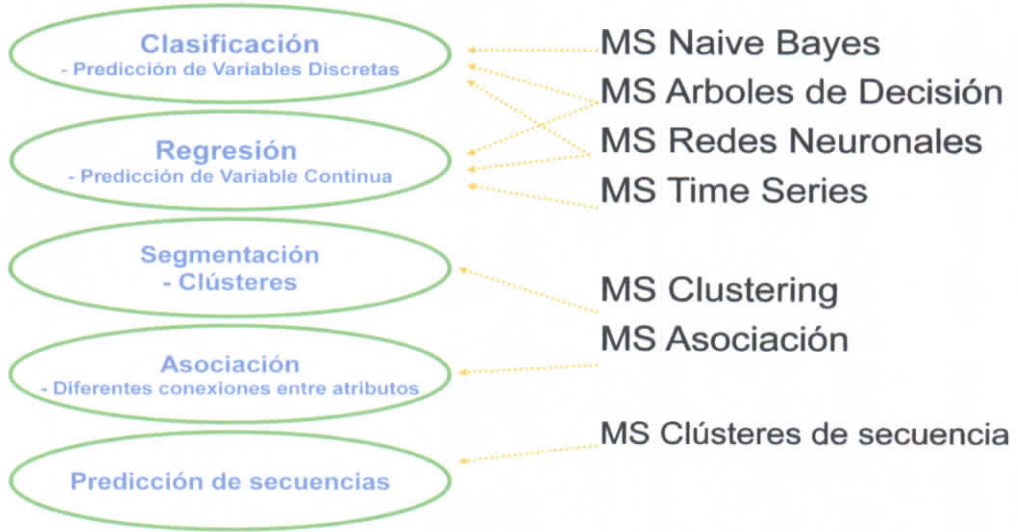 Clasificación
- Predicción de Variables Discretas
Regresión
- Predicción de Variable Continua
Segmentación
- Clústeres
Asociación
- Diferentes conexiones entre atributos
Predicción de secuencias
MS Naive Bayes
MS Arboles de Decisión
MS Redes Neuronales
MS Time Series
MS Clustering
MS Asociación
MS Clústeres de secuencia